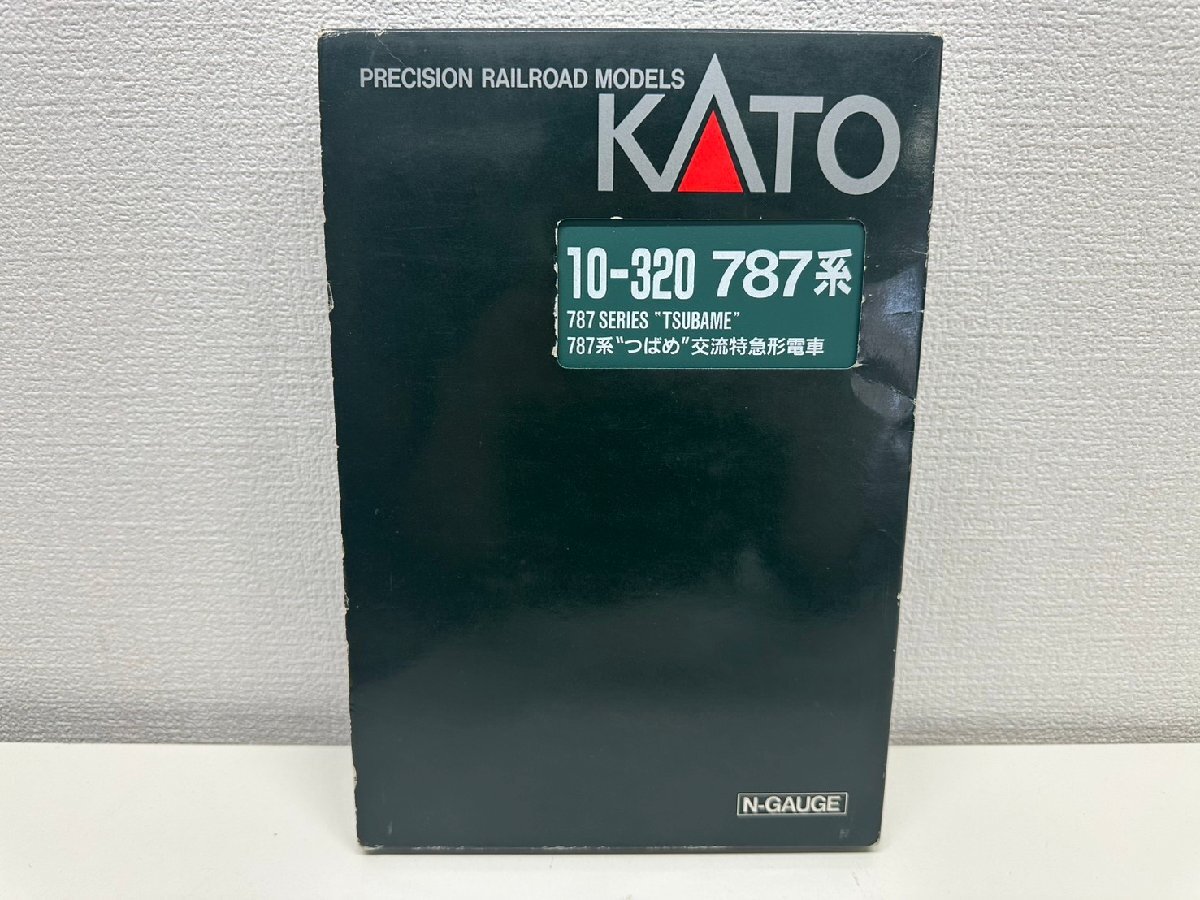 PRECISION RAILROAD MODELS
KATO
10-320 787系
787 SERIES "TSUBAME"
787系"つばめ"交流特急形電車
N-GAUGE